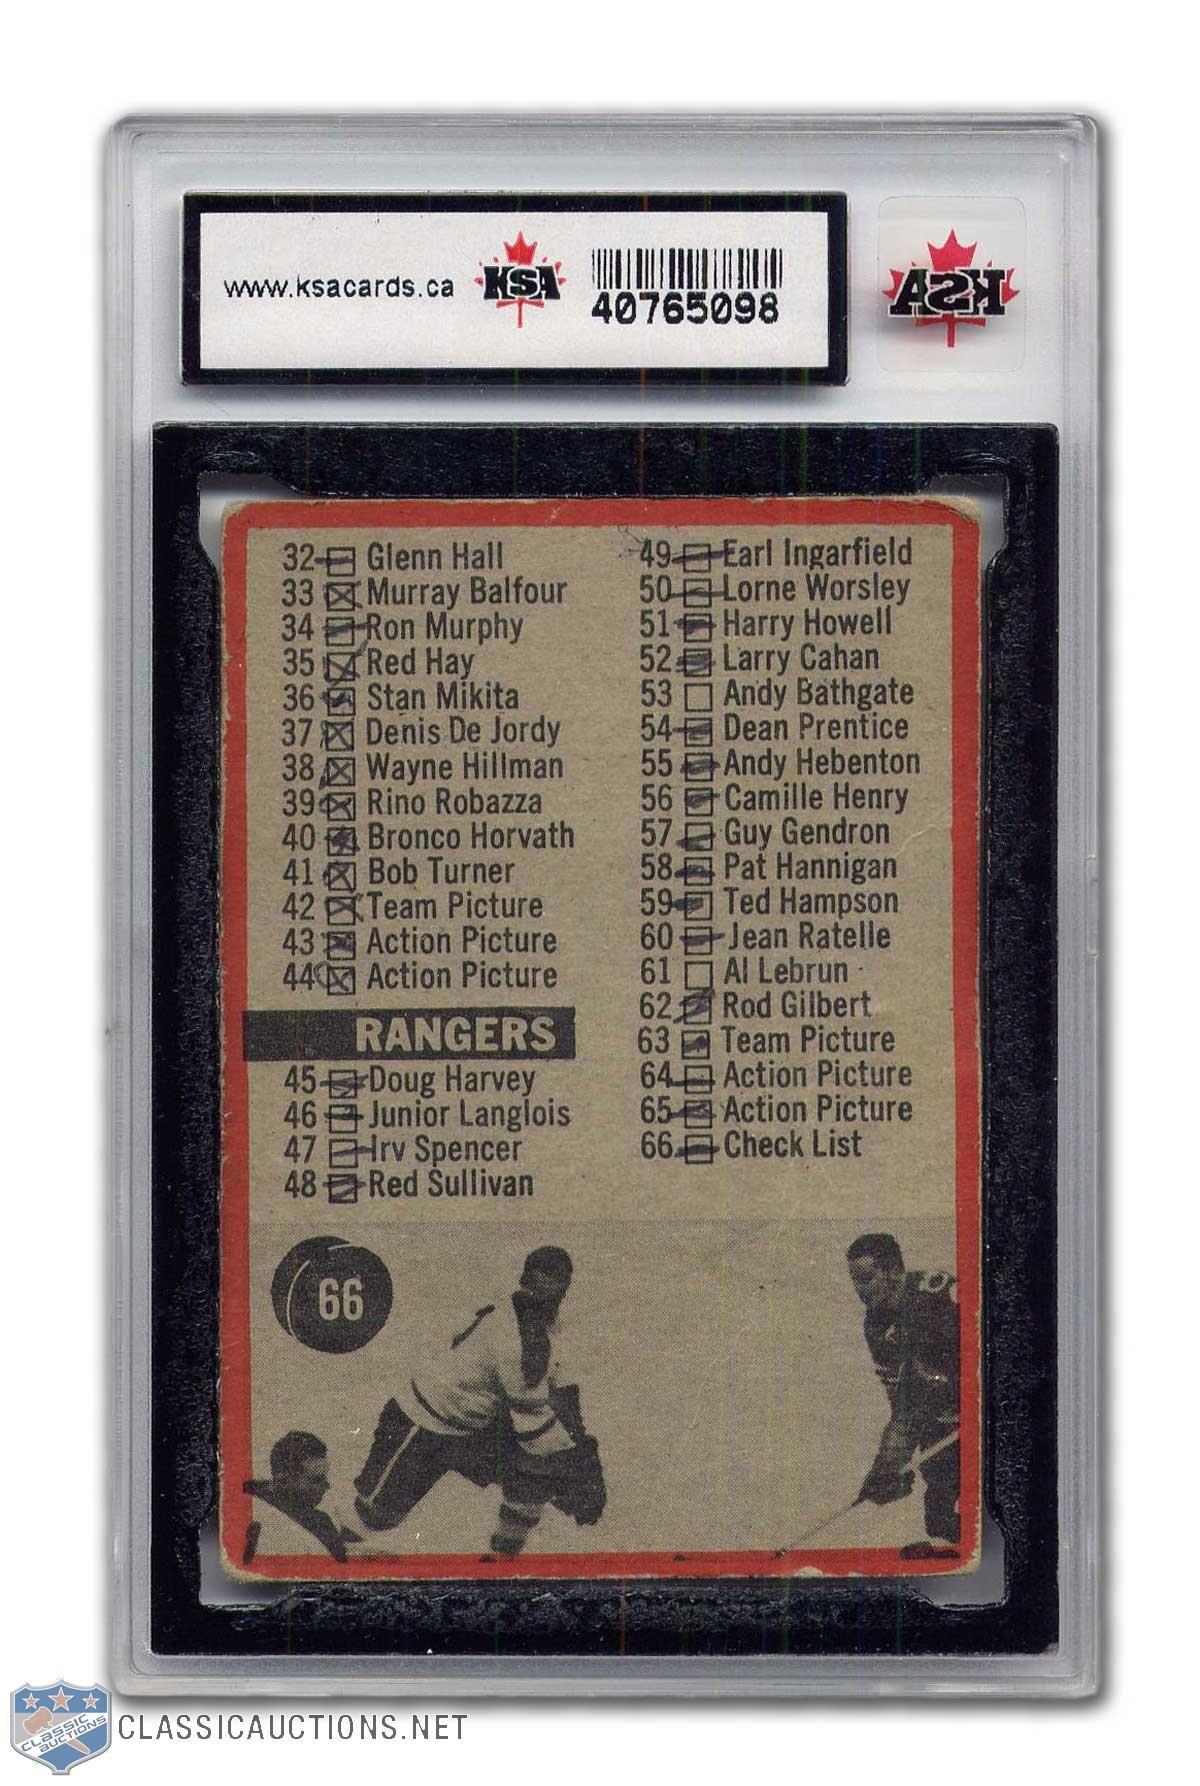 www.ksacards.ca KSA 40765098 KSA
32 Glenn Hall
33 Murray Balfour
34 Ron Murphy
35 Red Hay
36 Stan Mikita
37 Denis De Jordy
38 Wayne Hillman
39 Rino Robazza
40 Bronco Horvath
41 Bob Turner
42 Team Picture
43 Action Picture
44 Action Picture
RANGERS
45 Doug Harvey
46 Junior Langlois
47 Irv Spencer
48 Red Sullivan
49 Earl Ingarfield
50 Lorne Worsley
51 Harry Howell
52 Larry Cahan
53 Andy Bathgate
54 Dean Prentice
55 Andy Hebenton
56 Camille Henry
57 Guy Gendron
58 Pat Hannigan
59 Ted Hampson
60 Jean Ratelle
61 Al Lebrun
62 Rod Gilbert
63 Team Picture
64 Action Picture
65 Action Picture
66 Check List
66
CLASSIC AUCTIONS CLASSICAUCTIONS.NET